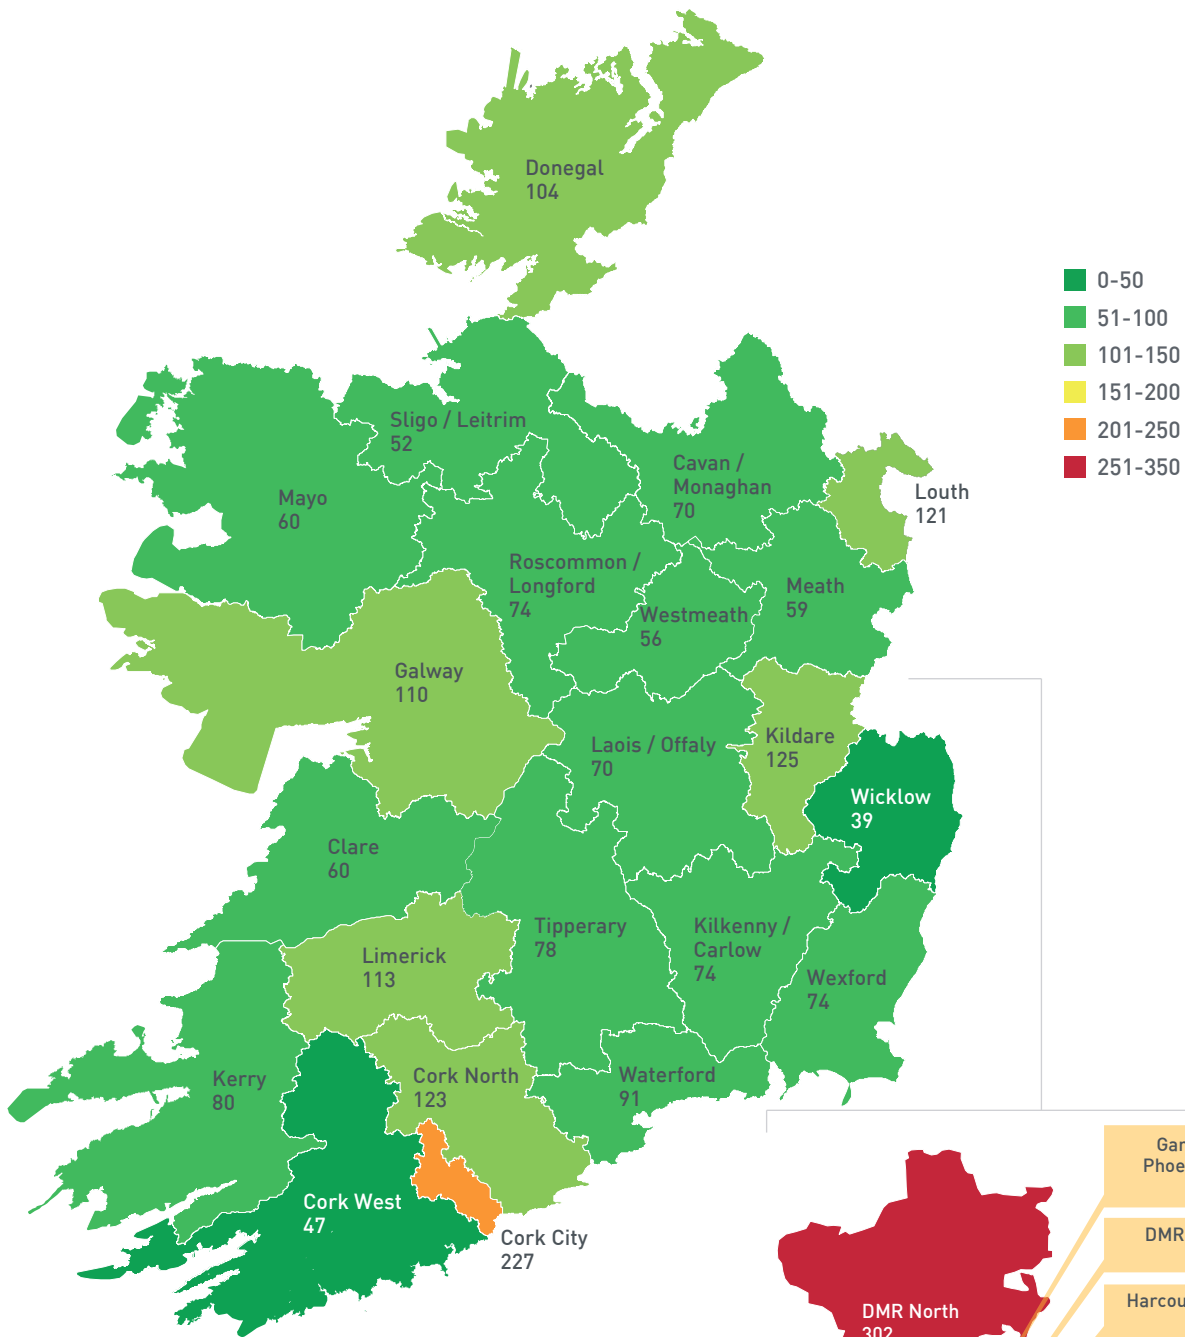 Donegal
104
0-50
51-100
101-150
151-200
201-250
251-350
Sligo / Leitrim
52
Cavan /
Monaghan
70
Louth
121
Mayo
60
Roscommon /
Longford
74
Meath
59
Westmeath
56
Galway
110
Laois / Offaly
70
Kildare
125
Wicklow
39
Clare
60
Tipperary
78
Kilkenny /
Carlow
74
Limerick
113
Wexford
74
Kerry
80
Cork North
123
Waterford
91
Cork West
47
Cork City
227
DMR North
302
DMR